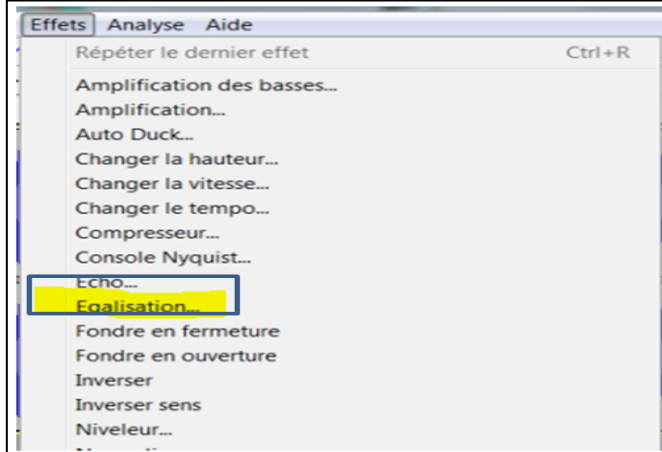 Effets Analyse Aide
Répéter le dernier effet Ctrl+R
Amplification des basses...
Amplification...
Auto Duck...
Changer la hauteur...
Changer la vitesse...
Changer le tempo...
Compresseur...
Console Nyquist...
Echo...
Egalisation...
Fondre en fermeture
Fondre en ouverture
Inverser
Inverser sens
Niveleur...